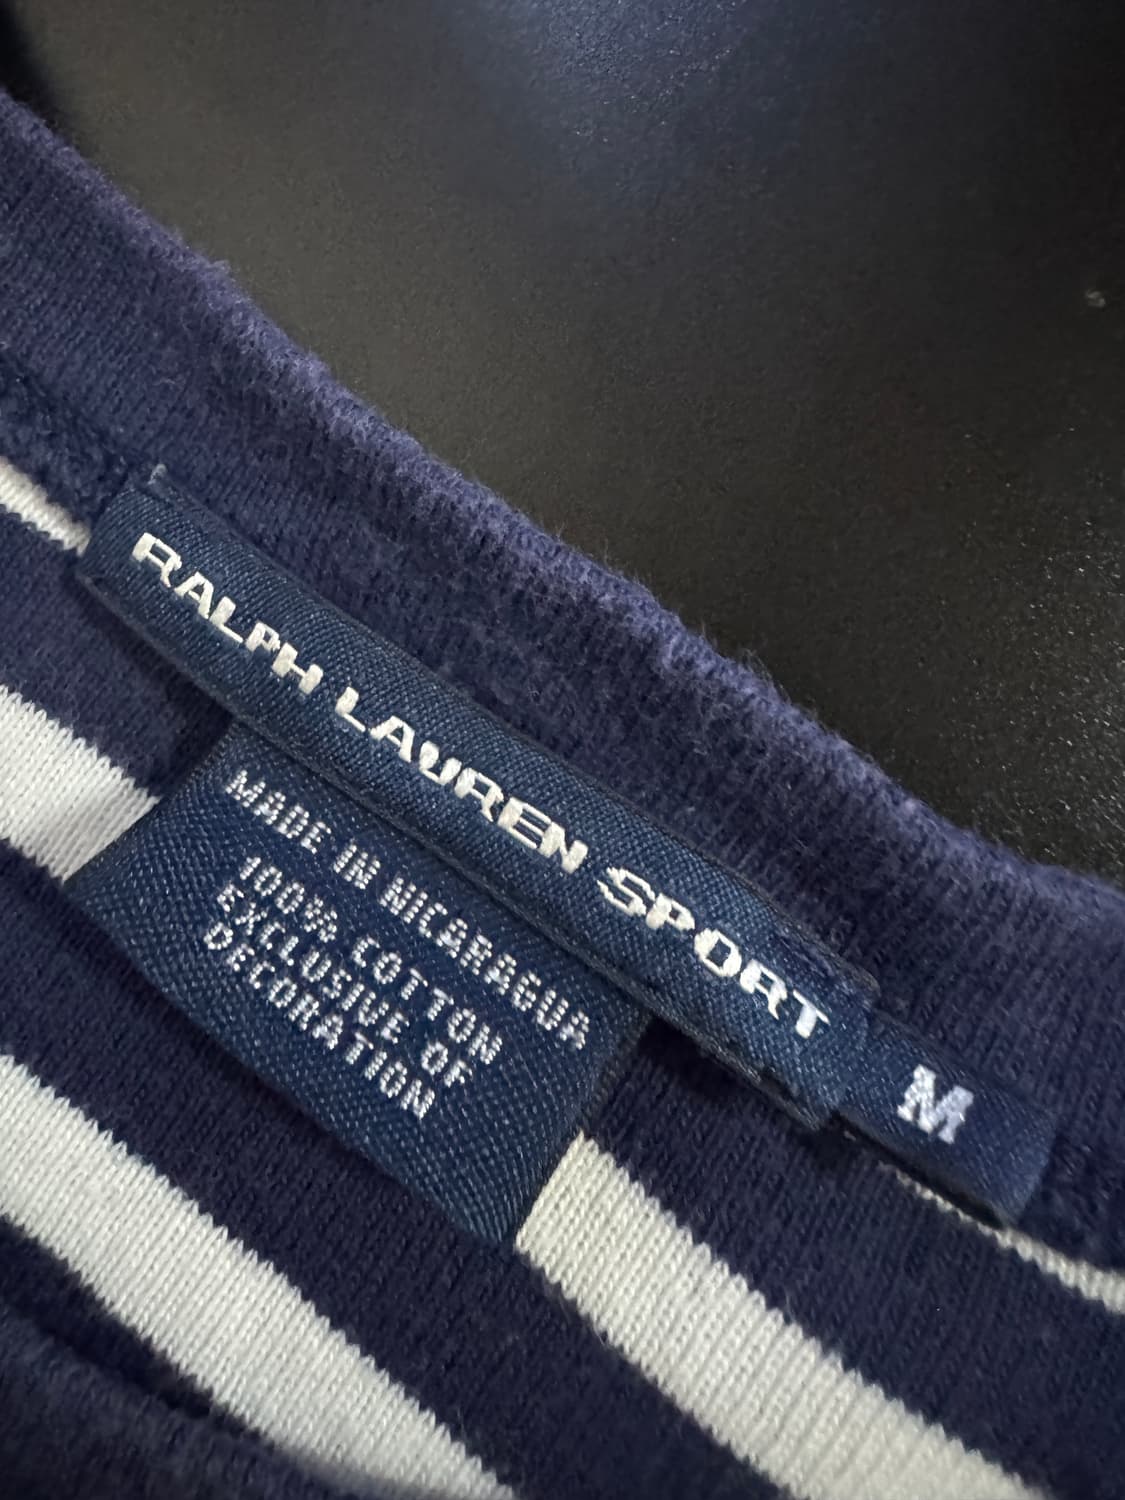 RALPH LAUREN SPORT
M
MADE IN NICARAGUA
100% COTTON
EXCLUSIVE OF
DECORATION